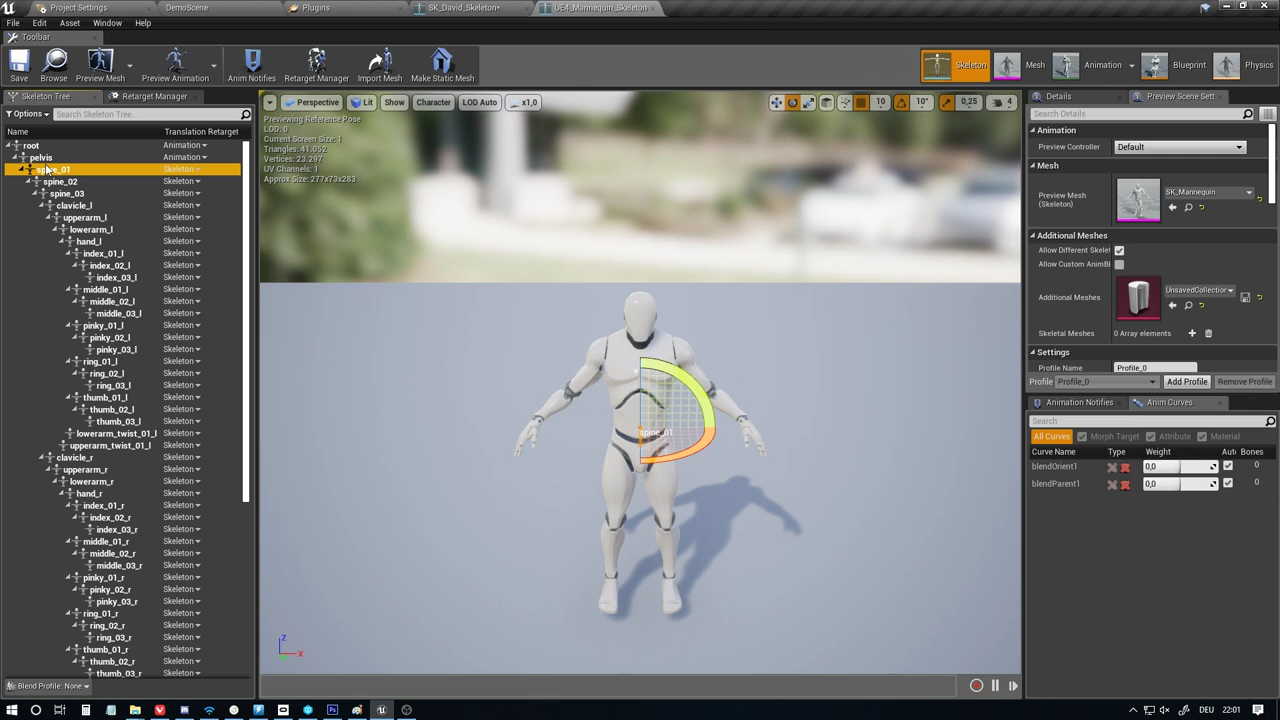 Project Settings
DemoScene
Plugins
SK_David_Skeleton*
UE4_Mannequin_Skeleton
File Edit Asset Window Help
Toolbar
Save
Browse
Preview Mesh
Preview Animation
Anim Notifies
Retarget Manager
Import Mesh
Make Static Mesh
Skeleton
Mesh
Animation
Blueprint
Physics
Skeleton Tree
Retarget Manager
Options
Search Skeleton Tree...
Name Translation Retarget
root Animation
pelvis Animation
Skeleton
spine_02 Skeleton
spine_03 Skeleton
clavicle_l Skeleton
upperarm_l Skeleton
lowerarm_l Skeleton
hand_l Skeleton
index_01_l Skeleton
index_02_l Skeleton
index_03_l Skeleton
middle_01_l Skeleton
middle_02_l Skeleton
middle_03_l Skeleton
pinky_01_l Skeleton
pinky_02_l Skeleton
pinky_03_l Skeleton
ring_01_l Skeleton
ring_02_l Skeleton
ring_03_l Skeleton
thumb_01_l Skeleton
thumb_02_l Skeleton
thumb_03_l Skeleton
lowerarm_twist_01_l Skeleton
upperarm_twist_01_l Skeleton
clavicle_r Skeleton
upperarm_r Skeleton
lowerarm_r Skeleton
hand_r Skeleton
index_01_r Skeleton
index_02_r Skeleton
index_03_r Skeleton
middle_01_r Skeleton
middle_02_r Skeleton
middle_03_r Skeleton
pinky_01_r Skeleton
pinky_02_r Skeleton
pinky_03_r Skeleton
ring_01_r Skeleton
ring_02_r Skeleton
ring_03_r Skeleton
thumb_01_r Skeleton
thumb_02_r Skeleton
thumb_03_r Skeleton
Blend Profile: None
Perspective Lit Show Character LOD Auto x1,0
10 10° 0,25 4
Previewing Reference Pose
LOD: 0
Current Screen Size: 1
Triangles: 41.052
Vertices: 23.297
UV Channels: 1
Approx Size: 277x73x283
spine_01
Z
X
Details
Preview Scene Sett
Search Details
Animation
Preview Controller Default
Mesh
Preview Mesh
(Skeleton)
SK_Mannequin
Additional Meshes
Allow Different Skele
Allow Custom AnimBl
Additional Meshes
UnsavedCollection
Skeletal Meshes 0 Array elements
Settings
Profile Name Profile_0
Profile Profile_0 Add Profile Remove Profile
Animation Notifies
Anim Curves
Search
All Curves Morph Target Attribute Material
Curve Name Type Weight Aut Bones
blendOrient1 0,0 0
blendParent1 0,0 0
DEU 22:01